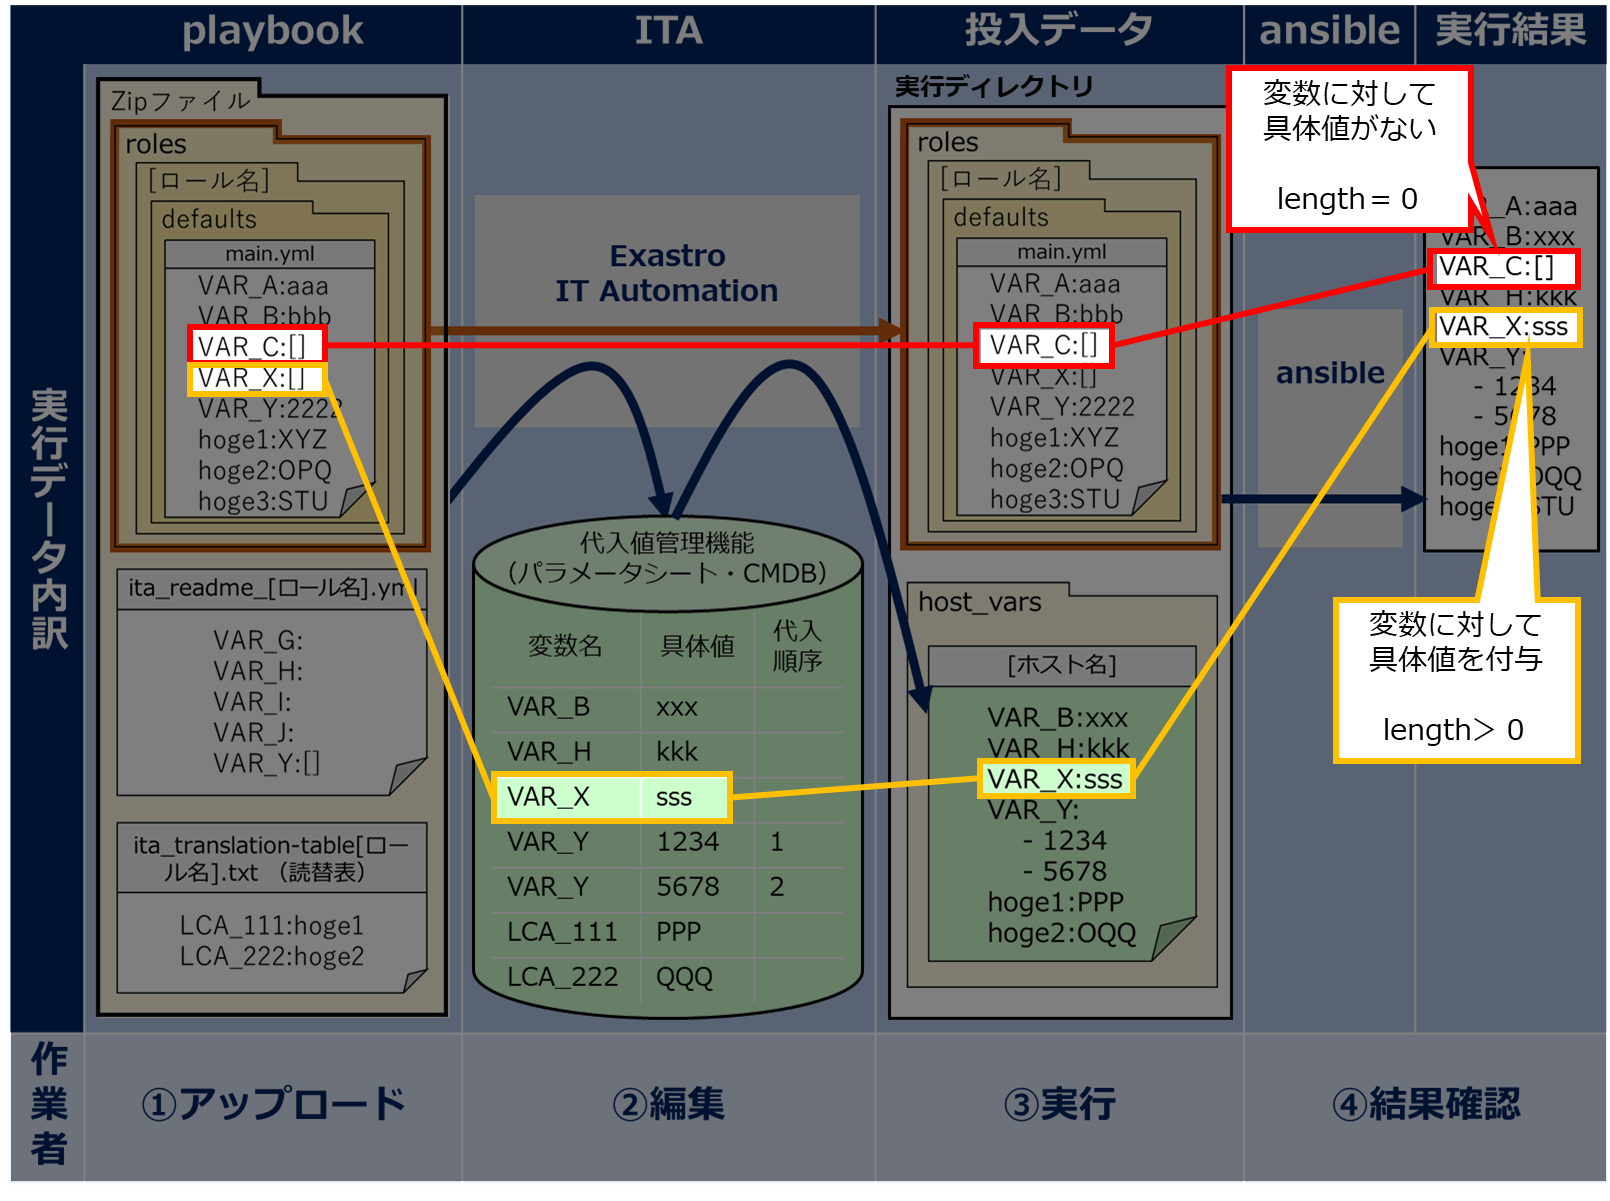 playbook
ITA
投入データ
ansible
実行結果
実行データ内訳
Zipファイル
roles
[ロール名]
defaults
main.yml
VAR_A:aaa
VAR_B:bbb
VAR_C:[]
VAR_X:[]
VAR_Y:2222
hoge1:XYZ
hoge2:OPQ
hoge3:STU
ita_readme_[ロール名].yml
VAR_G:
VAR_H:
VAR_I:
VAR_J:
VAR_Y:[]
ita_translation-table[ロー
ル名].txt （読替表）
LCA_111:hoge1
LCA_222:hoge2
Exastro
IT Automation
代入値管理機能
（パラメータシート・CMDB）
変数名 具体値 代入
順序
VAR_B xxx
VAR_H kkk
VAR_X sss
VAR_Y 1234 1
VAR_Y 5678 2
LCA_111 PPP
LCA_222 QQQ
実行ディレクトリ
roles
[ロール名]
defaults
main.yml
VAR_A:aaa
VAR_B:bbb
VAR_C:[]
VAR_X:[]
VAR_Y:2222
hoge1:XYZ
hoge2:OPQ
hoge3:STU
host_vars
[ホスト名]
VAR_B:xxx
VAR_H:kkk
VAR_X:sss
VAR_Y:
- 1234
- 5678
hoge1:PPP
hoge2:OQQ
ansible
変数に対して
具体値がない
length＝ 0
_A:aaa
VAR_B:xxx
VAR_C:[]
VAR_H:kkk
VAR_X:sss
VAR_Y:
- 1234
- 5678
hoge1:PPP
hoge OQQ
hoge STU
変数に対して
具体値を付与
length＞ 0
作業者
①アップロード
②編集
③実行
④結果確認